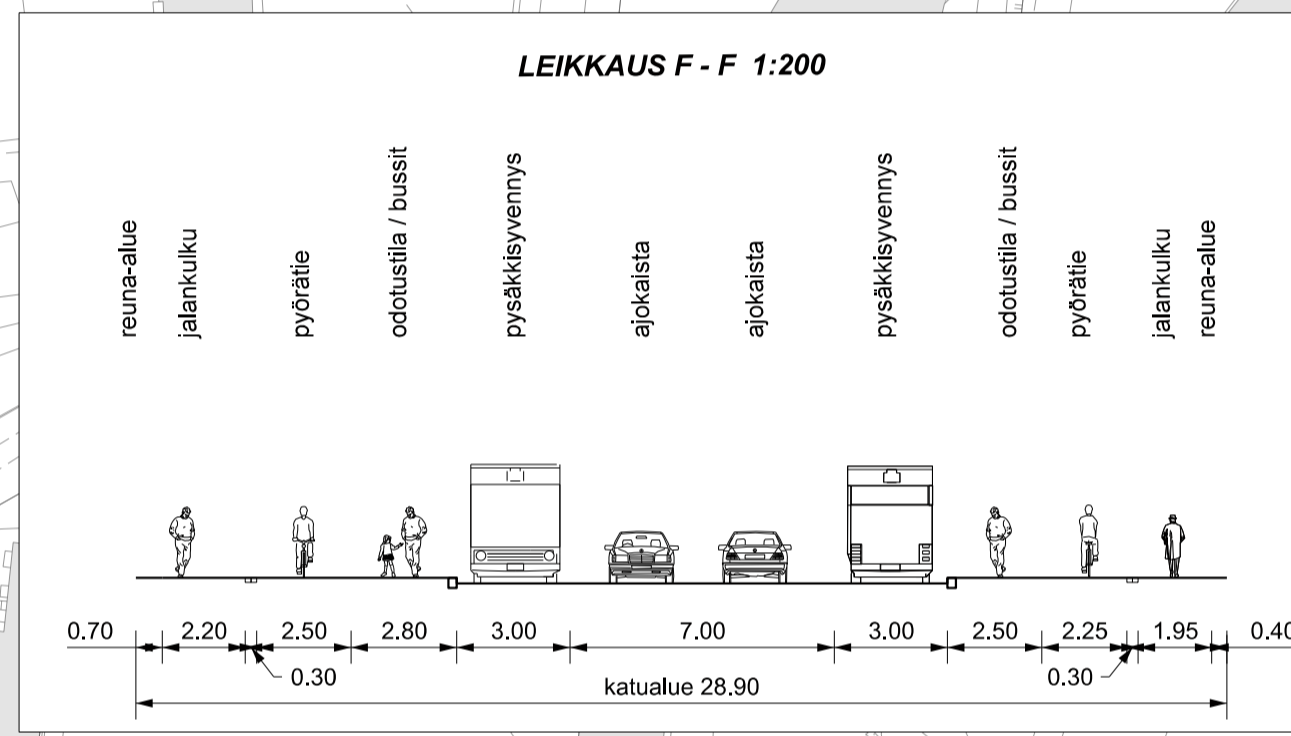 LEIKKAUS F - F 1:200
reuna-alue
jalankulku
pyörätie
odotustila / bussit
pysäkkisyvennys
ajokaista
ajokaista
pysäkkisyvennys
odotustila / bussit
pyörätie
jalankulku
reuna-alue
0.70 2.20 2.50 2.80 3.00 7.00 3.00 2.50 2.25 1.95 0.40
0.30 0.30
katualue 28.90